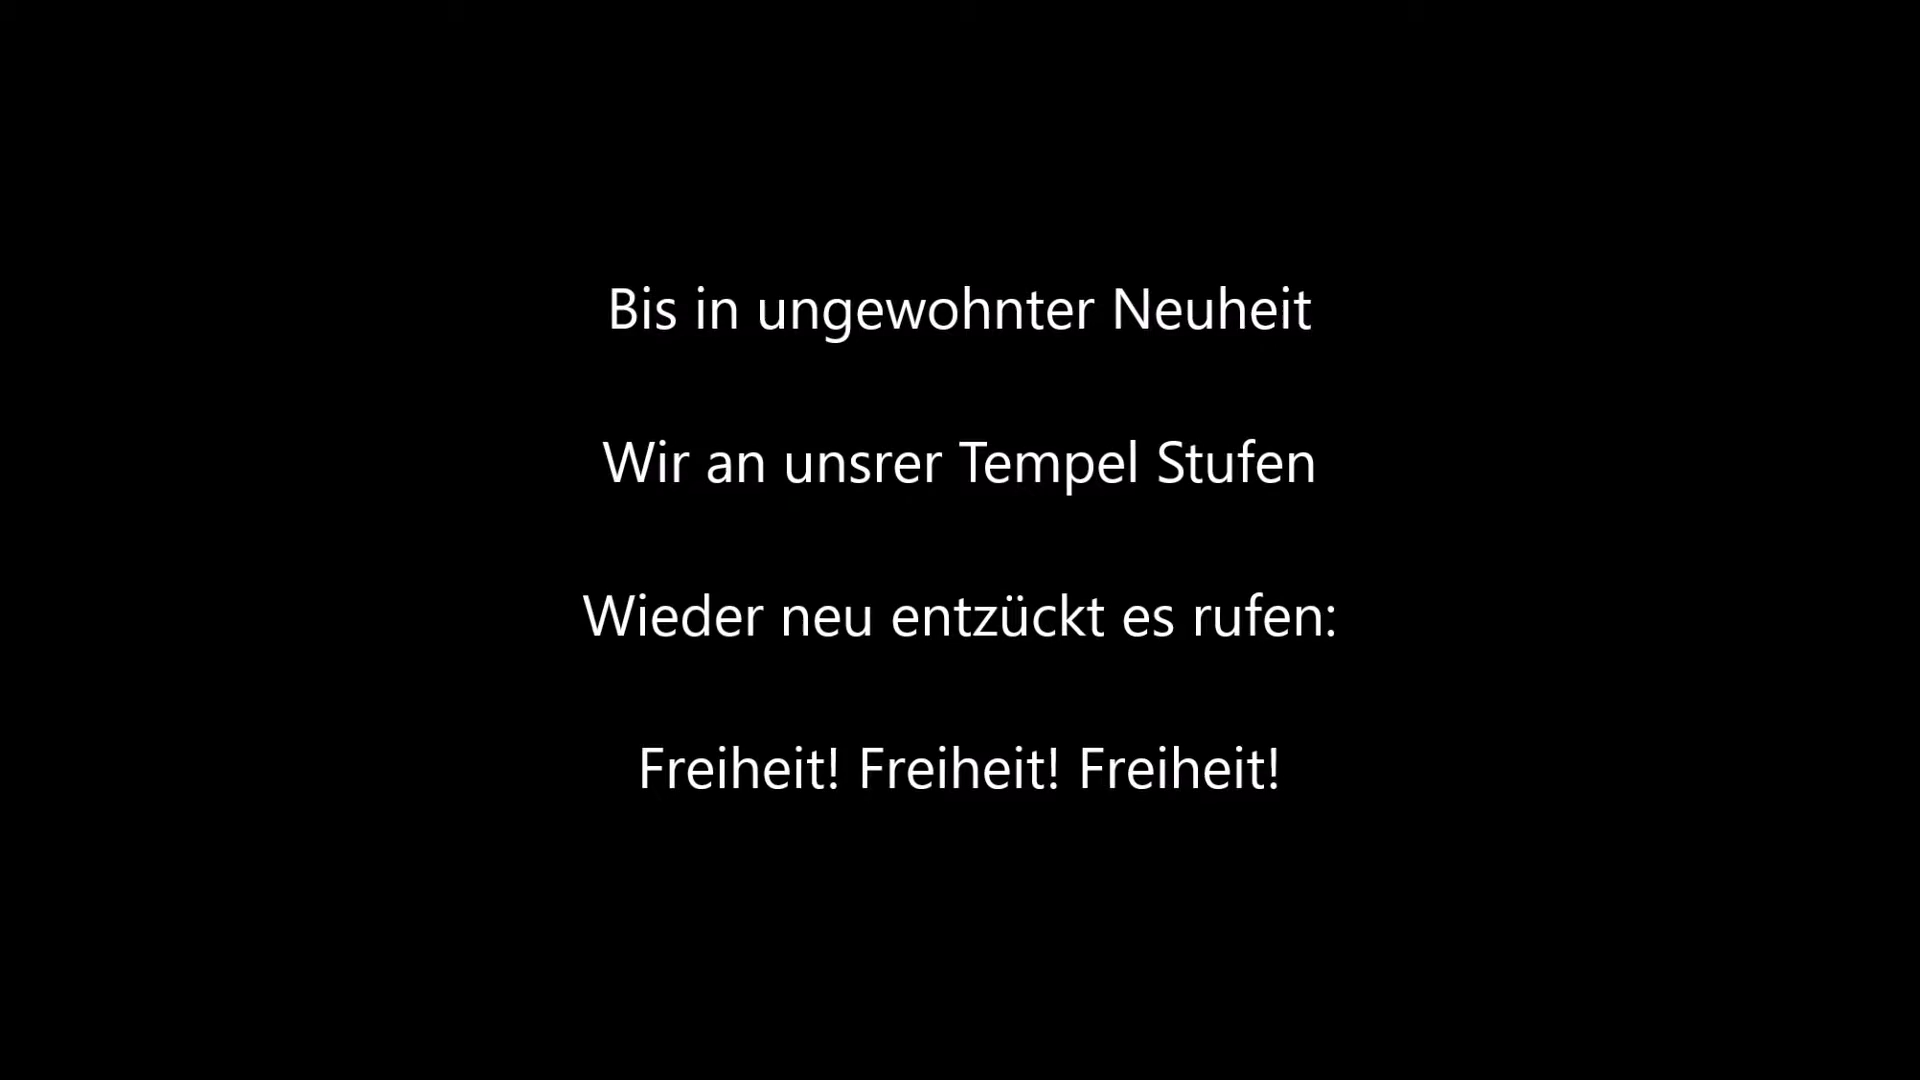 Bis in ungewohnter Neuheit
Wir an unsrer Tempel Stufen
Wieder neu entzückt es rufen:
Freiheit! Freiheit! Freiheit!